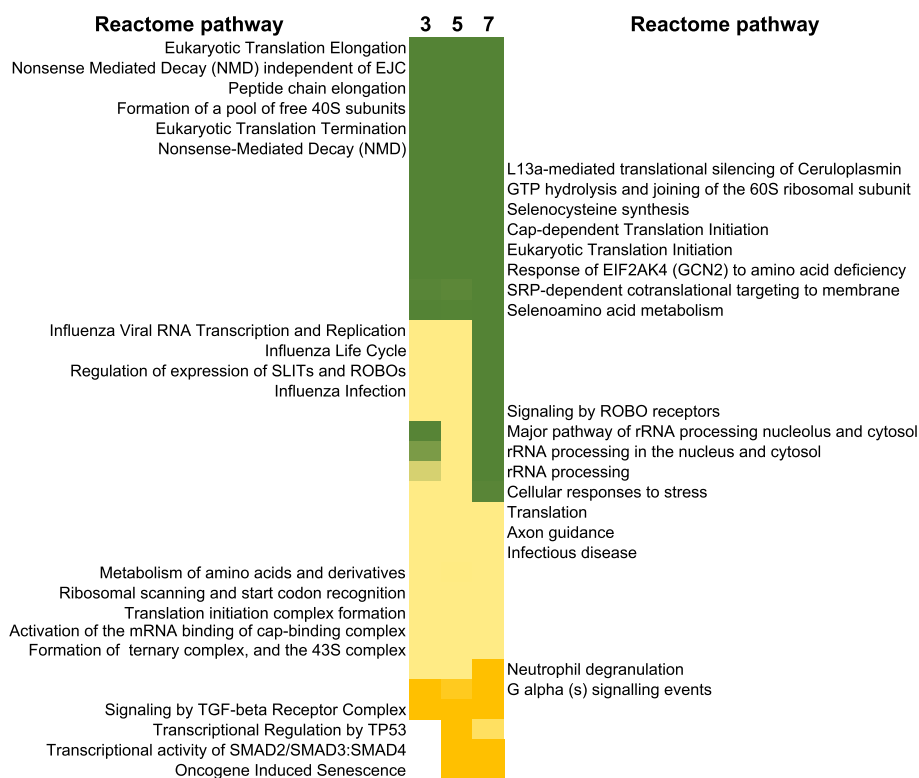 Reactome pathway 3 5 7 Reactome pathway
Eukaryotic Translation Elongation
Nonsense Mediated Decay (NMD) independent of EJC
Peptide chain elongation
Formation of a pool of free 40S subunits
Eukaryotic Translation Termination
Nonsense-Mediated Decay (NMD)
L13a-mediated translational silencing of Ceruloplasmin
GTP hydrolysis and joining of the 60S ribosomal subunit
Selenocysteine synthesis
Cap-dependent Translation Initiation
Eukaryotic Translation Initiation
Response of EIF2AK4 (GCN2) to amino acid deficiency
SRP-dependent cotranslational targeting to membrane
Selenoamino acid metabolism
Influenza Viral RNA Transcription and Replication
Influenza Life Cycle
Regulation of expression of SLITs and ROBOs
Influenza Infection
Signaling by ROBO receptors
Major pathway of rRNA processing nucleolus and cytosol
rRNA processing in the nucleus and cytosol
rRNA processing
Cellular responses to stress
Translation
Axon guidance
Infectious disease
Metabolism of amino acids and derivatives
Ribosomal scanning and start codon recognition
Translation initiation complex formation
Activation of the mRNA binding of cap-binding complex
Formation of ternary complex, and the 43S complex
Neutrophil degranulation
G alpha (s) signalling events
Signaling by TGF-beta Receptor Complex
Transcriptional Regulation by TP53
Transcriptional activity of SMAD2/SMAD3:SMAD4
Oncogene Induced Senescence